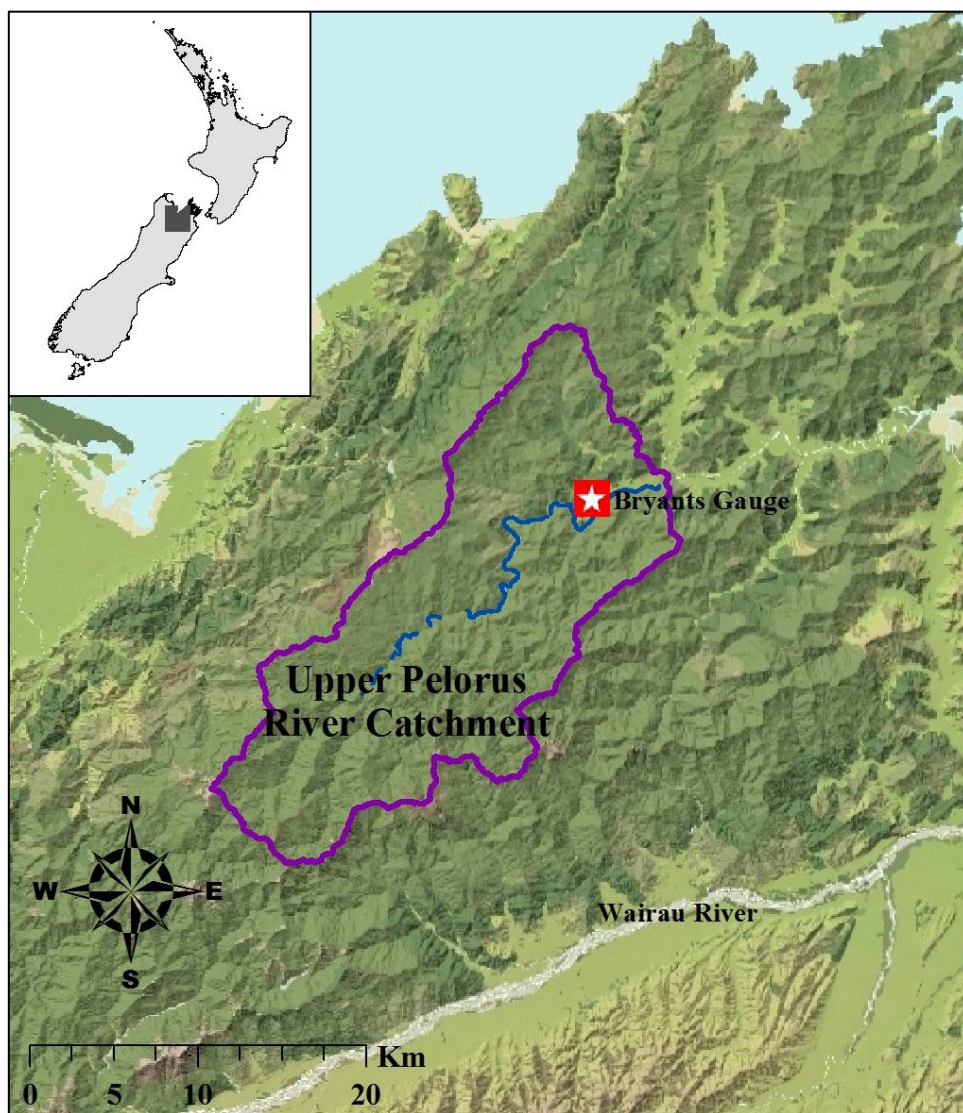 Bryants Gauge
Upper Pelorus
River Catchment
N
W E
S
Wairau River
Km
0 5 10 20